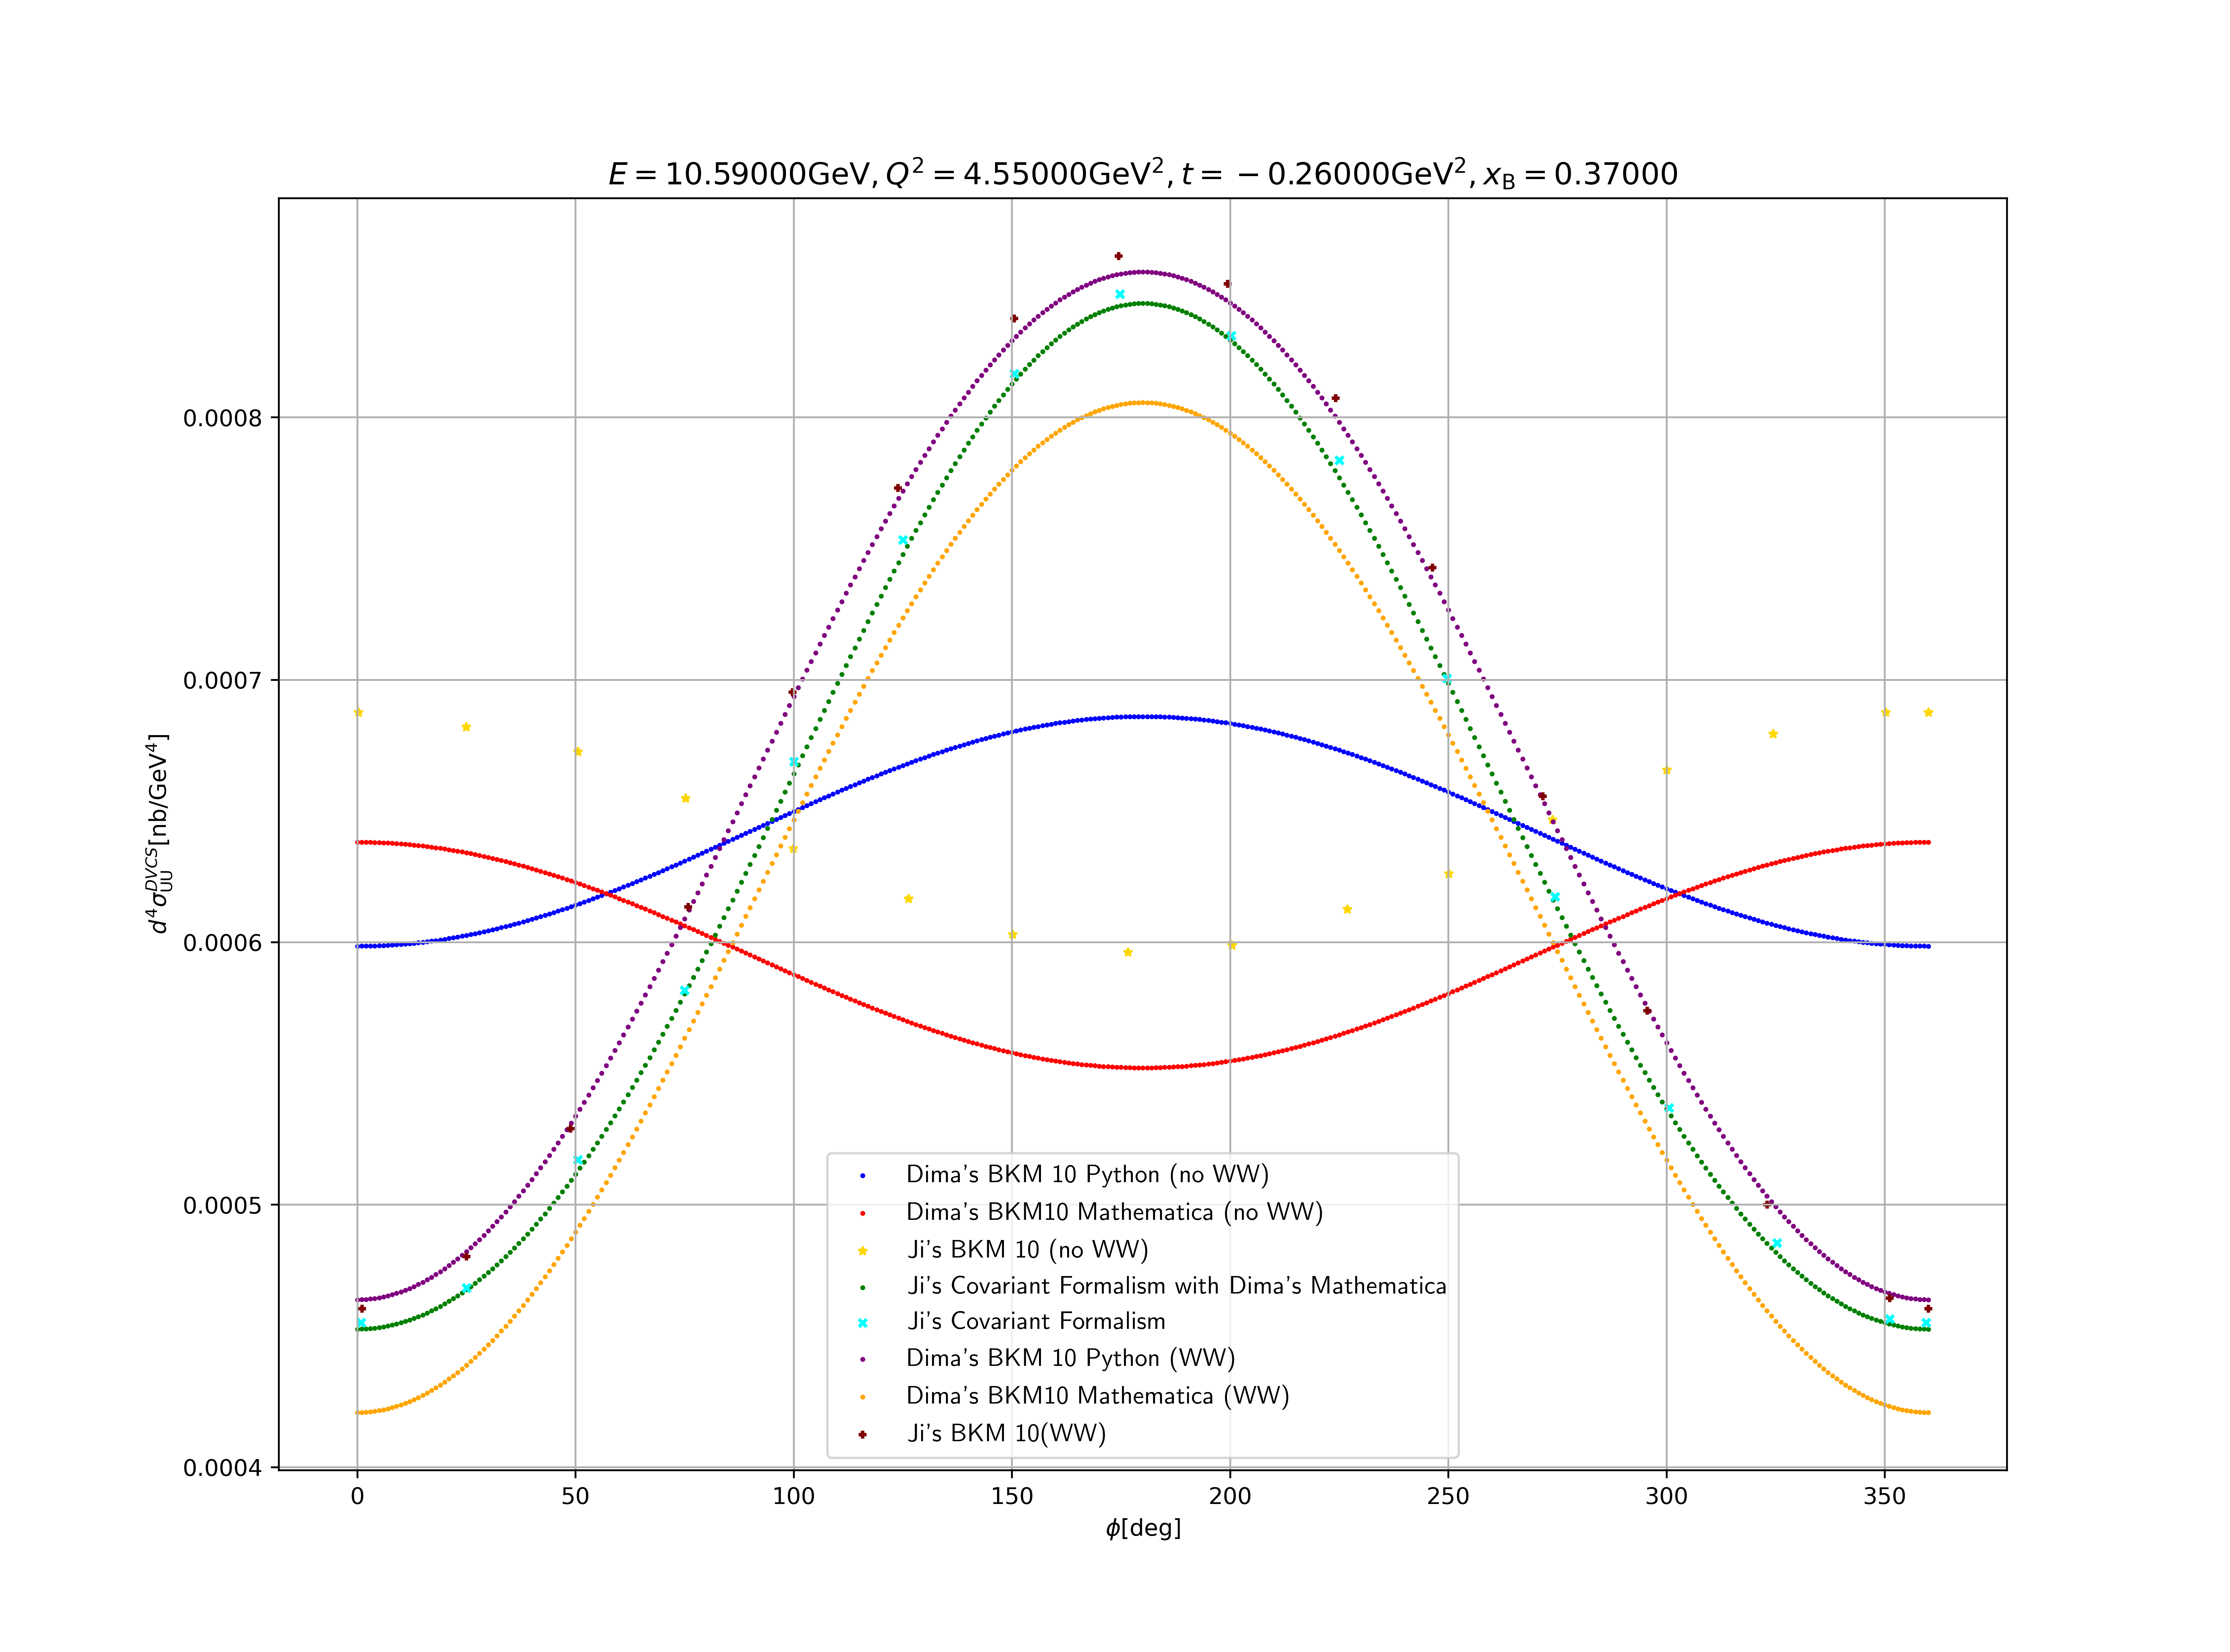 E = 10.59000GeV, Q² = 4.55000GeV², t = −0.26000GeV², x_B = 0.37000
d⁴σ_UU^DVCS[nb/GeV⁴]
0.0008
0.0007
0.0006
0.0005
0.0004
Dima's BKM 10 Python (no WW)
Dima's BKM10 Mathematica (no WW)
Ji's BKM 10 (no WW)
Ji's Covariant Formalism with Dima's Mathematica
Ji's Covariant Formalism
Dima's BKM 10 Python (WW)
Dima's BKM10 Mathematica (WW)
Ji's BKM 10(WW)
0 50 100 150 200 250 300 350
ϕ[deg]